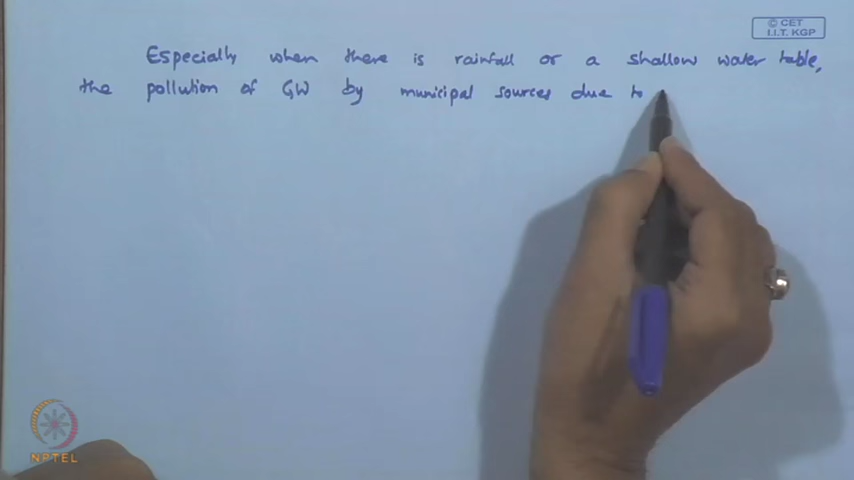 © CET
I.I.T. KGP
Especially when there is rainfall or a shallow water table,
the pollution of GW by municipal sources due to
NPTEL